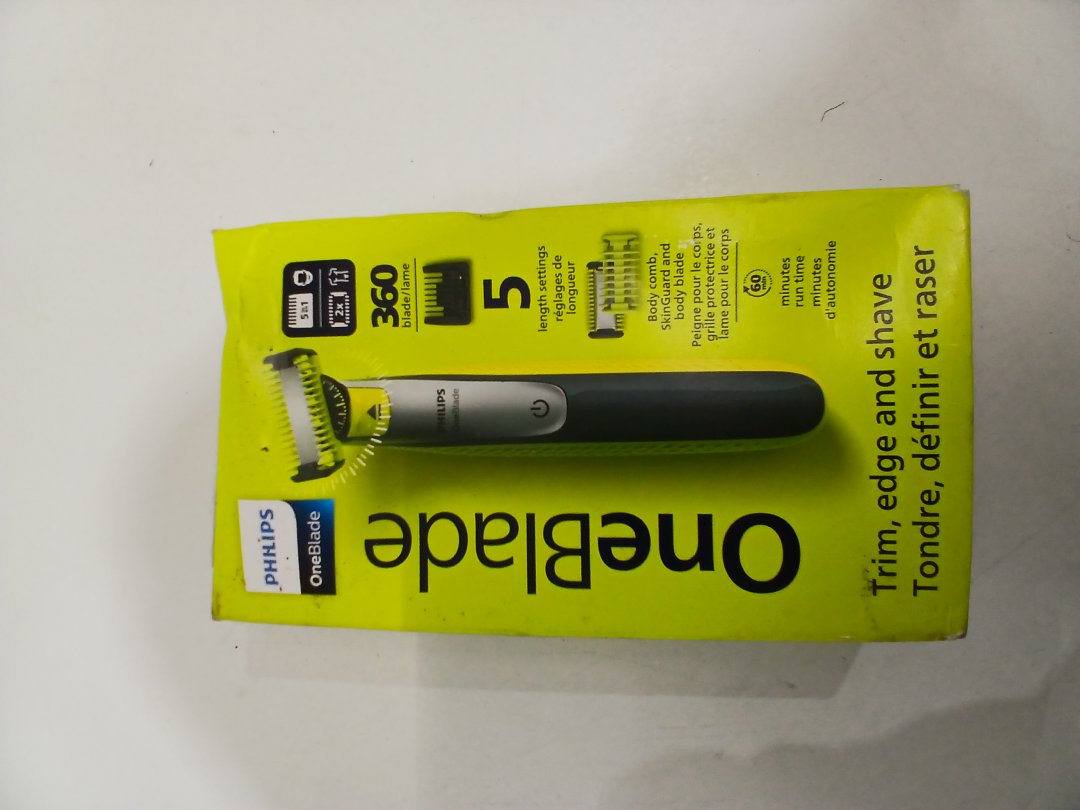 PHILIPS
OneBlade
5in1
2x
360
blade/lame
5
length settings
réglages de
longueur
Body comb,
SkinGuard and
body blade
Peigne pour le corps,
grille protectrice et
lame pour le corps
60
min
minutes
run time
minutes
d'autonomie
PHILIPS
OneBlade
OneBlade
Trim, edge and shave
Tondre, définir et raser